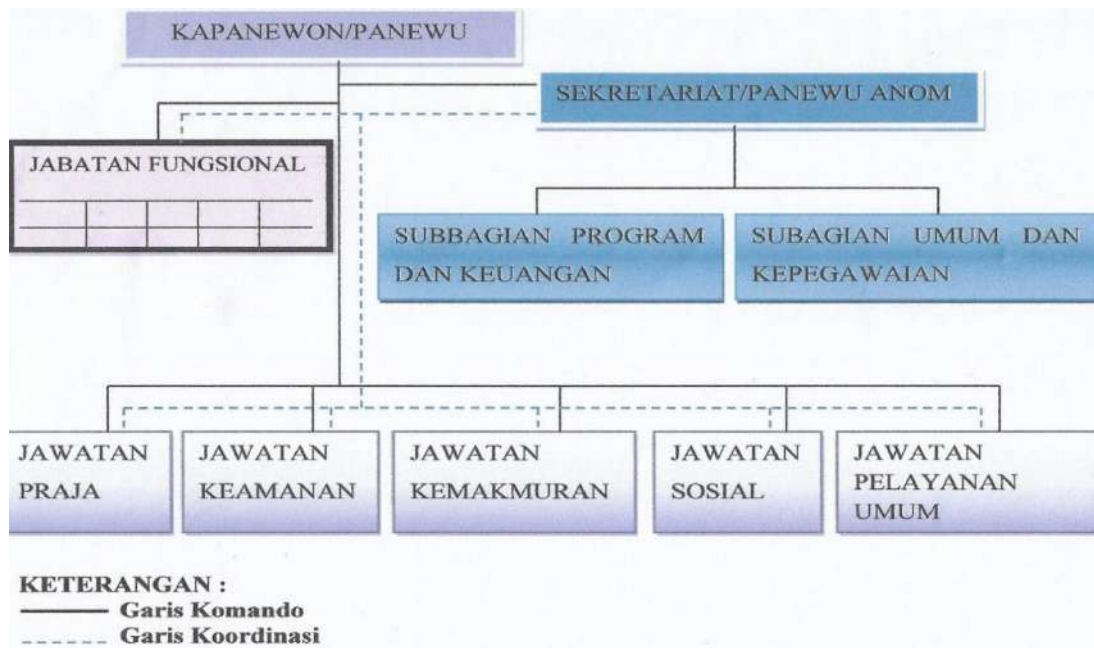 KAPANEWON/PANEWU
SEKRETARIAT/PANEWU ANOM
JABATAN FUNGSIONAL
SUBBAGIAN PROGRAM
DAN KEUANGAN
SUBAGIAN UMUM DAN
KEPEGAWAIAN
JAWATAN
PRAJA
JAWATAN
KEAMANAN
JAWATAN
KEMAKMURAN
JAWATAN
SOSIAL
JAWATAN
PELAYANAN
UMUM
KETERANGAN :
Garis Komando
Garis Koordinasi